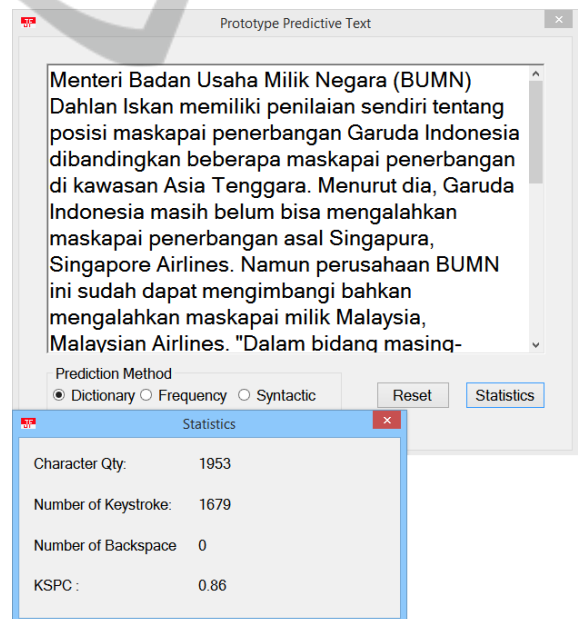 Prototype Predictive Text
Menteri Badan Usaha Milik Negara (BUMN)
Dahlan Iskan memiliki penilaian sendiri tentang
posisi maskapai penerbangan Garuda Indonesia
dibandingkan beberapa maskapai penerbangan
di kawasan Asia Tenggara. Menurut dia, Garuda
Indonesia masih belum bisa mengalahkan
maskapai penerbangan asal Singapura,
Singapore Airlines. Namun perusahaan BUMN
ini sudah dapat mengimbangi bahkan
mengalahkan maskapai milik Malaysia,
Malaysian Airlines. "Dalam bidang masing-
Prediction Method
Dictionary Frequency Syntactic Reset Statistics
Statistics
Character Qty: 1953
Number of Keystroke: 1679
Number of Backspace 0
KSPC : 0.86